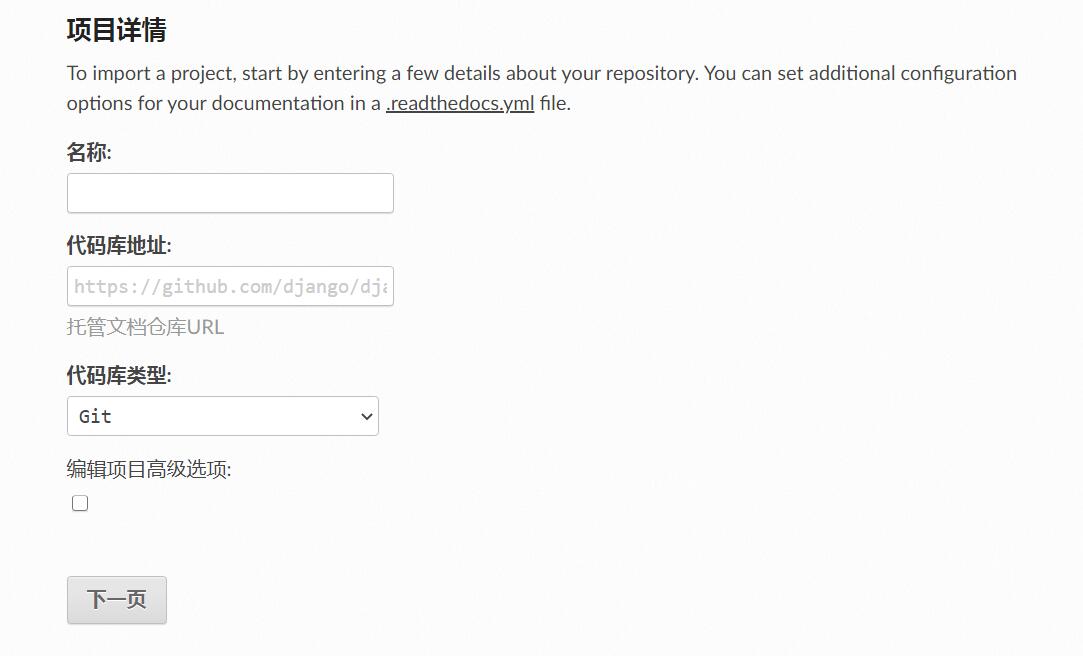 项目详情
To import a project, start by entering a few details about your repository. You can set additional configuration
options for your documentation in a .readthedocs.yml file.
名称:
代码库地址:
https://github.com/django/dja
托管文档仓库URL
代码库类型:
Git
编辑项目高级选项:
下一页